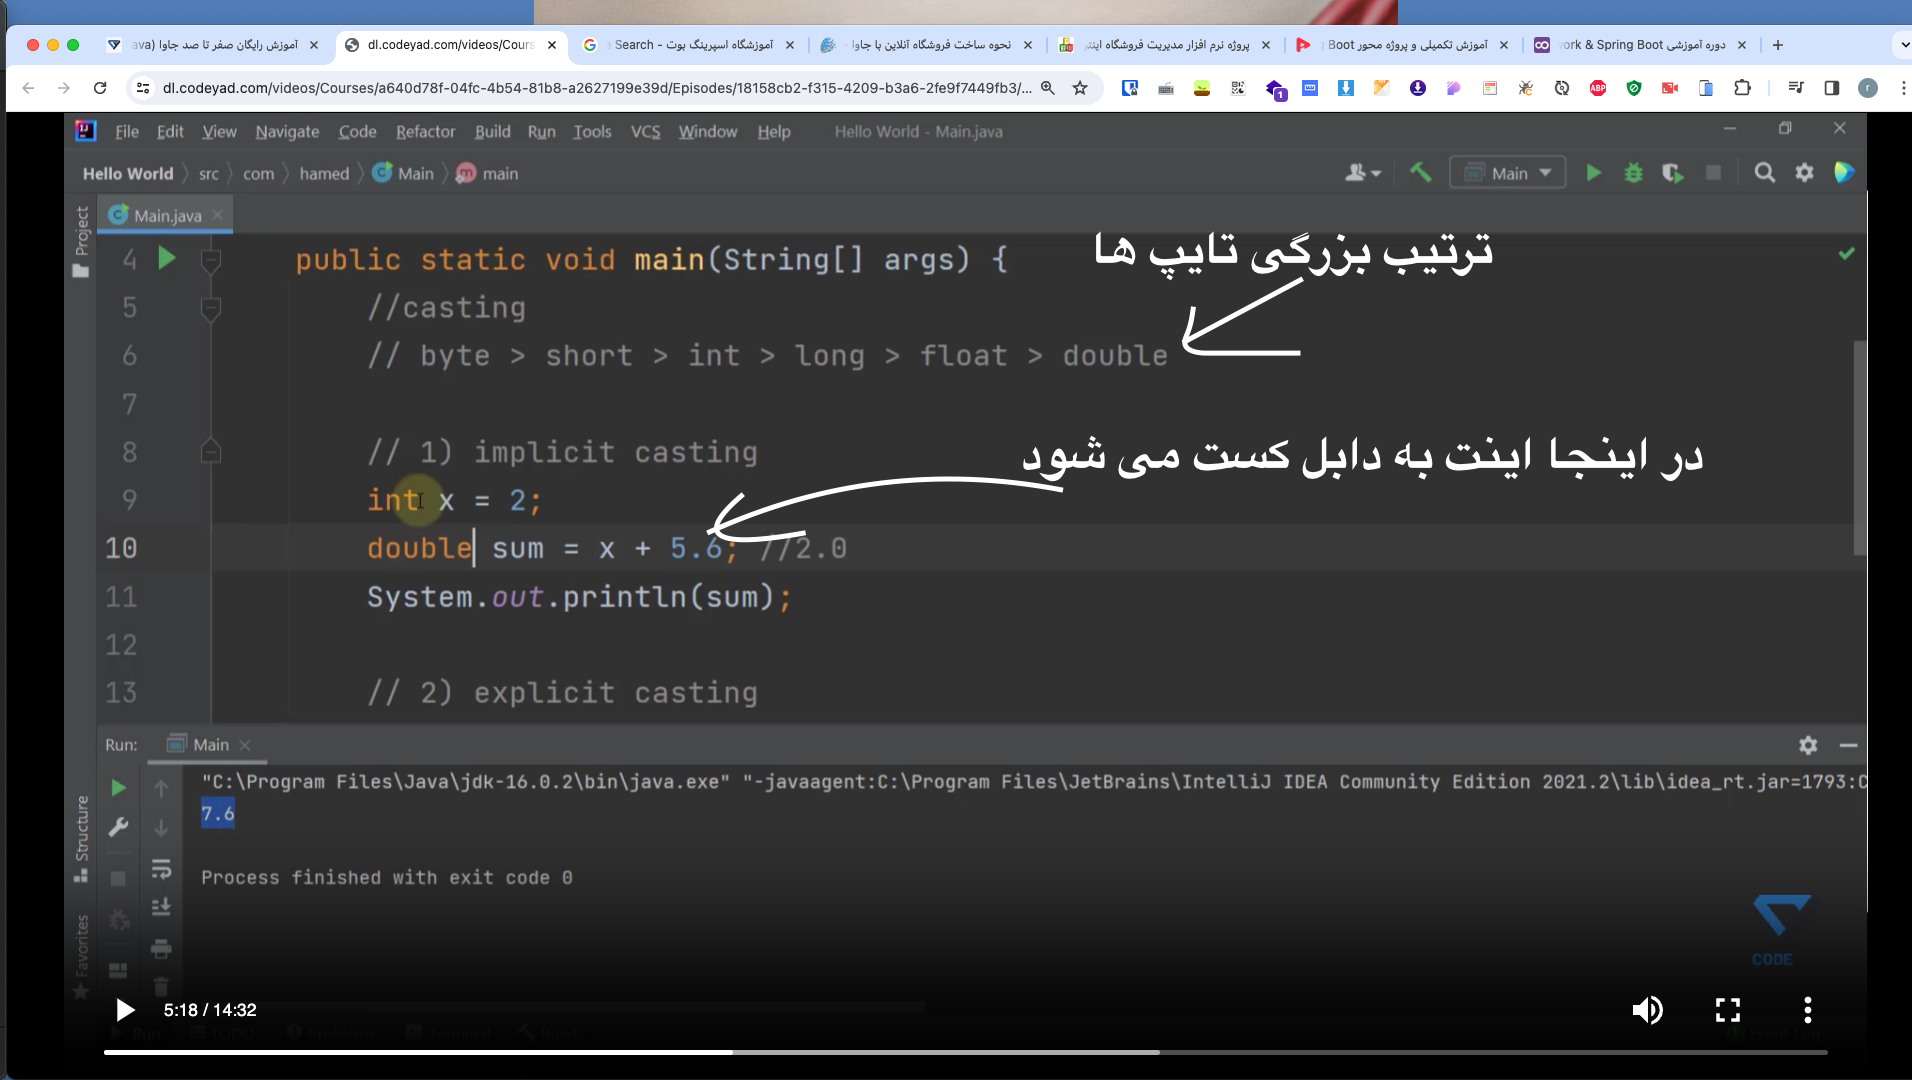 آموزش رایگان صفر تا صد جاوا (ava
dl.codeyad.com/videos/Cours
آموزشگاه اسپرینگ بوت - Search
نحوه ساخت فروشگاه آنلاین با جاوا -
پروژه نرم افزار مدیریت فروشگاه اینتر
آموزش تکمیلی و پروژه محور Boot
دوره آموزشی work & Spring Boot
dl.codeyad.com/videos/Courses/a640d78f-04fc-4b54-81b8-a2627199e39d/Episodes/18158cb2-f315-4209-b3a6-2fe9f7449fb3/...
1
ABP
r
File Edit View Navigate Code Refactor Build Run Tools VCS Window Help Hello World - Main.java
Hello World src com hamed Main main
Main
Project
Main.java
4 public static void main(String[] args) {
ترتیب بزرگی تایپ ها
5 //casting
6 // byte > short > int > long > float > double
7
8 // 1) implicit casting
در اینجا اینت به دابل کست می شود
9 int x = 2;
10 double sum = x + 5.6; //2.0
11 System.out.println(sum);
12
13 // 2) explicit casting
Run: Main
"C:\Program Files\Java\jdk-16.0.2\bin\java.exe" "-javaagent:C:\Program Files\JetBrains\IntelliJ IDEA Community Edition 2021.2\lib\idea_rt.jar=1793:C
7.6
Process finished with exit code 0
Structure
Favorites
CODE
5:18 / 14:32
Run TODO Problems Terminal Build